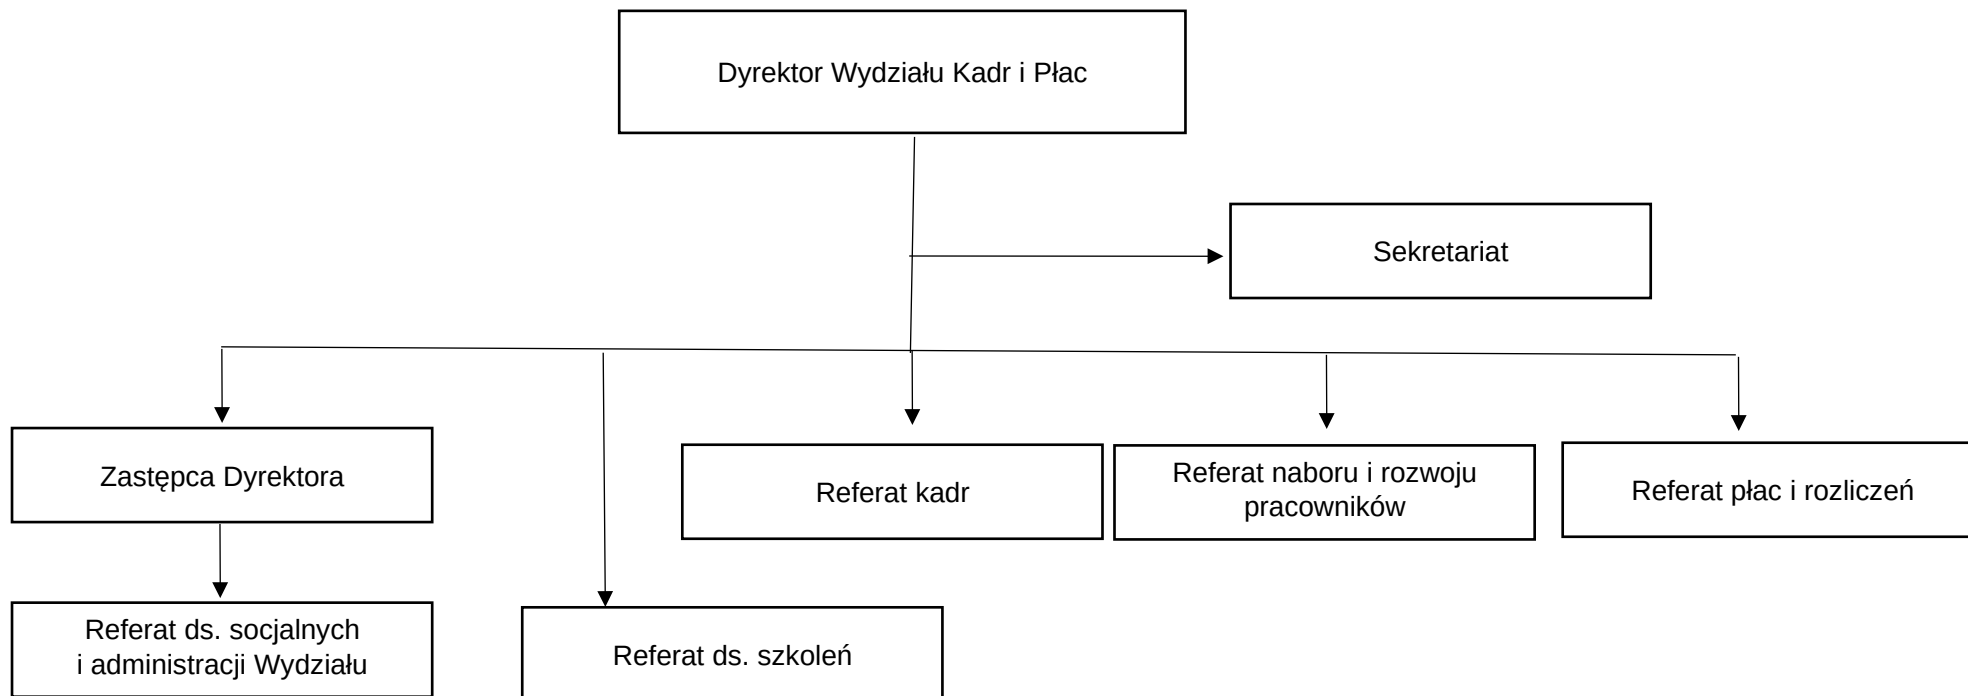 Dyrektor Wydziału Kadr i Płac
Sekretariat
Zastępca Dyrektora
Referat kadr
Referat naboru i rozwoju
pracowników
Referat płac i rozliczeń
Referat ds. socjalnych
i administracji Wydziału
Referat ds. szkoleń